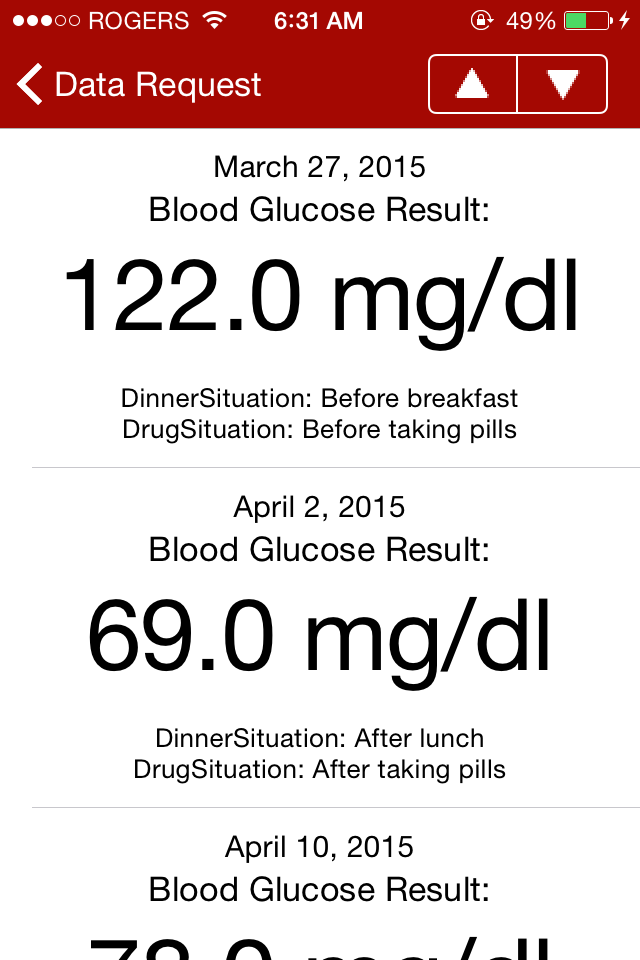 ROGERS 6:31 AM 49%
Data Request
March 27, 2015
Blood Glucose Result:
122.0 mg/dl
DinnerSituation: Before breakfast
DrugSituation: Before taking pills
April 2, 2015
Blood Glucose Result:
69.0 mg/dl
DinnerSituation: After lunch
DrugSituation: After taking pills
April 10, 2015
Blood Glucose Result:
mg/dl